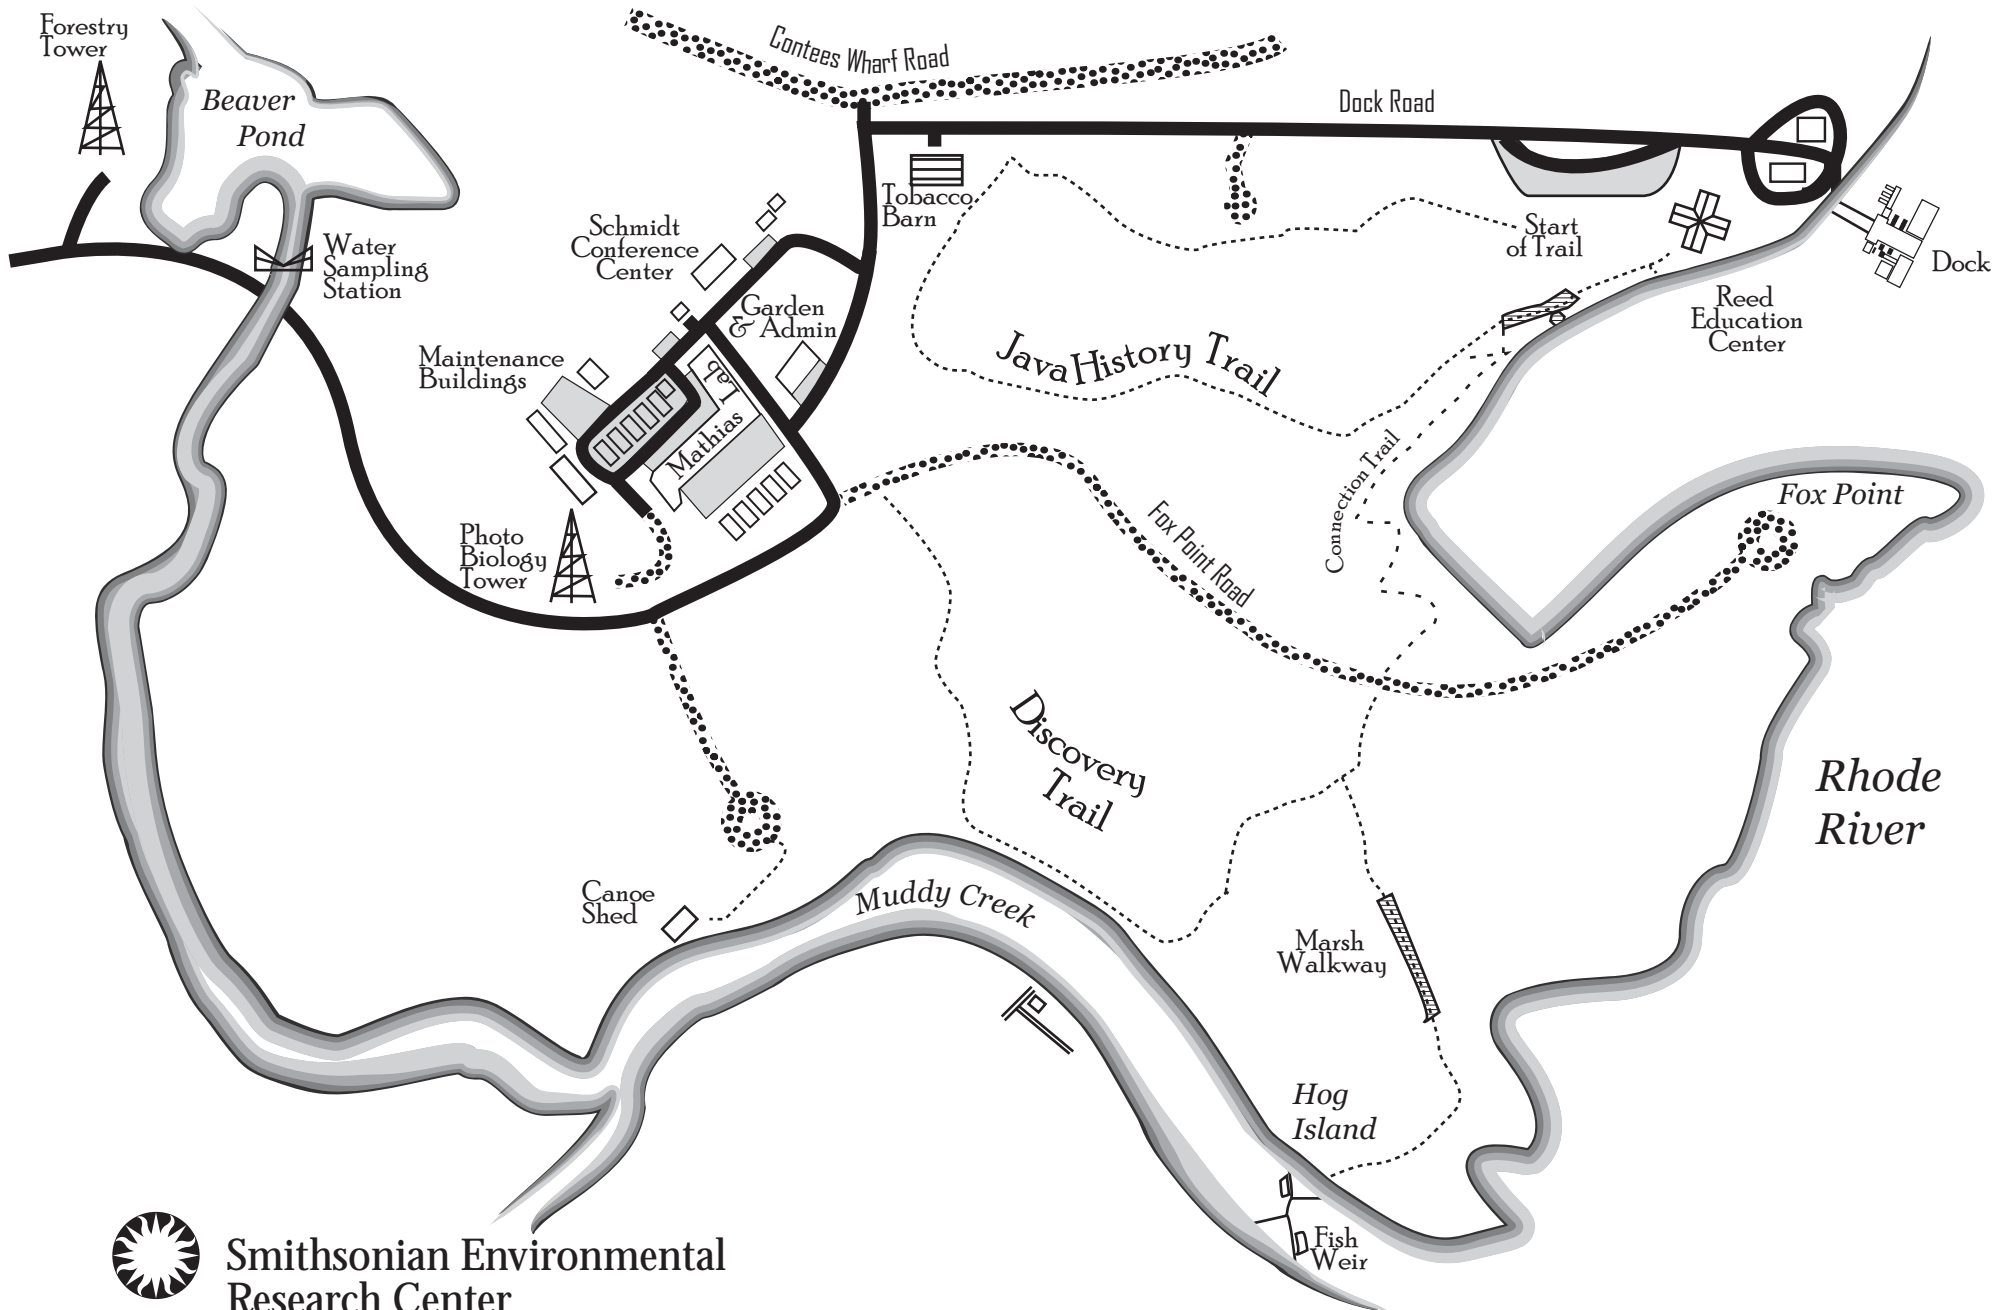 Forestry
Tower
Beaver
Pond
Contees Wharf Road
Dock Road
Tobacco
Barn
Schmidt
Conference
Center
Water
Sampling
Station
Start
of Trail
Dock
Reed
Education
Center
Garden
& Admin
Java History Trail
Maintenance
Buildings
Mathias
Lab
Connection Trail
Fox Point
Fox Point Road
Photo
Biology
Tower
Discovery
Trail
Rhode
River
Canoe
Shed
Muddy Creek
Marsh
Walkway
Hog
Island
Fish
Weir
Smithsonian Environmental
Research Center